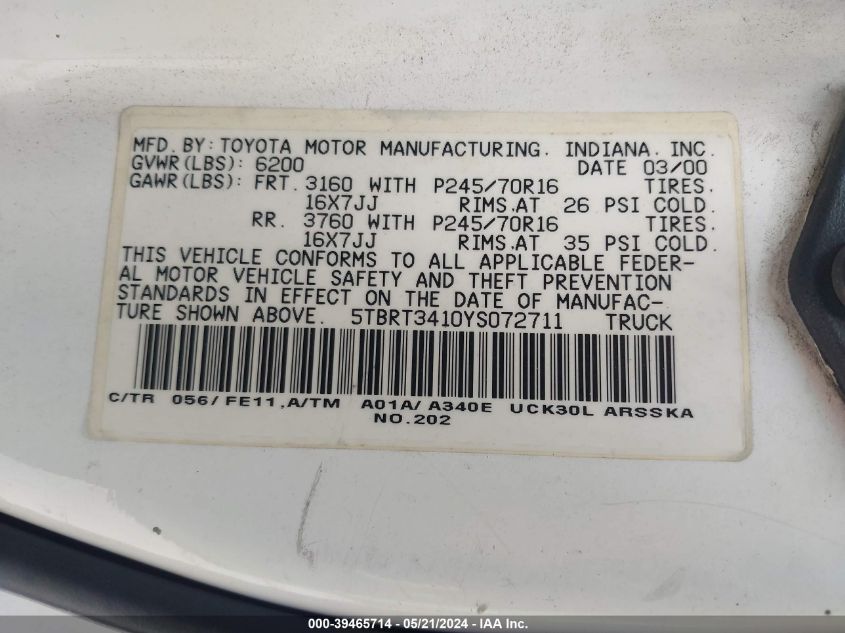 MFD. BY: TOYOTA MOTOR MANUFACTURING. INDIANA. INC.
GVWR(LBS): 6200 DATE 03/00
GAWR(LBS): FRT. 3160 WITH P245/70R16 TIRES.
16X7JJ RIMS.AT 26 PSI COLD.
RR. 3760 WITH P245/70R16 TIRES.
16X7JJ RIMS.AT 35 PSI COLD.
THIS VEHICLE CONFORMS TO ALL APPLICABLE FEDER-
AL MOTOR VEHICLE SAFETY AND THEFT PREVENTION
STANDARDS IN EFFECT ON THE DATE OF MANUFAC-
TURE SHOWN ABOVE. 5TBRT3410YS072711 TRUCK
C/TR 056/FE11,A/TM A01A/A340E UCK30L ARSSKA
NO.202
000-39465714 - 05/21/2024 - IAA Inc.